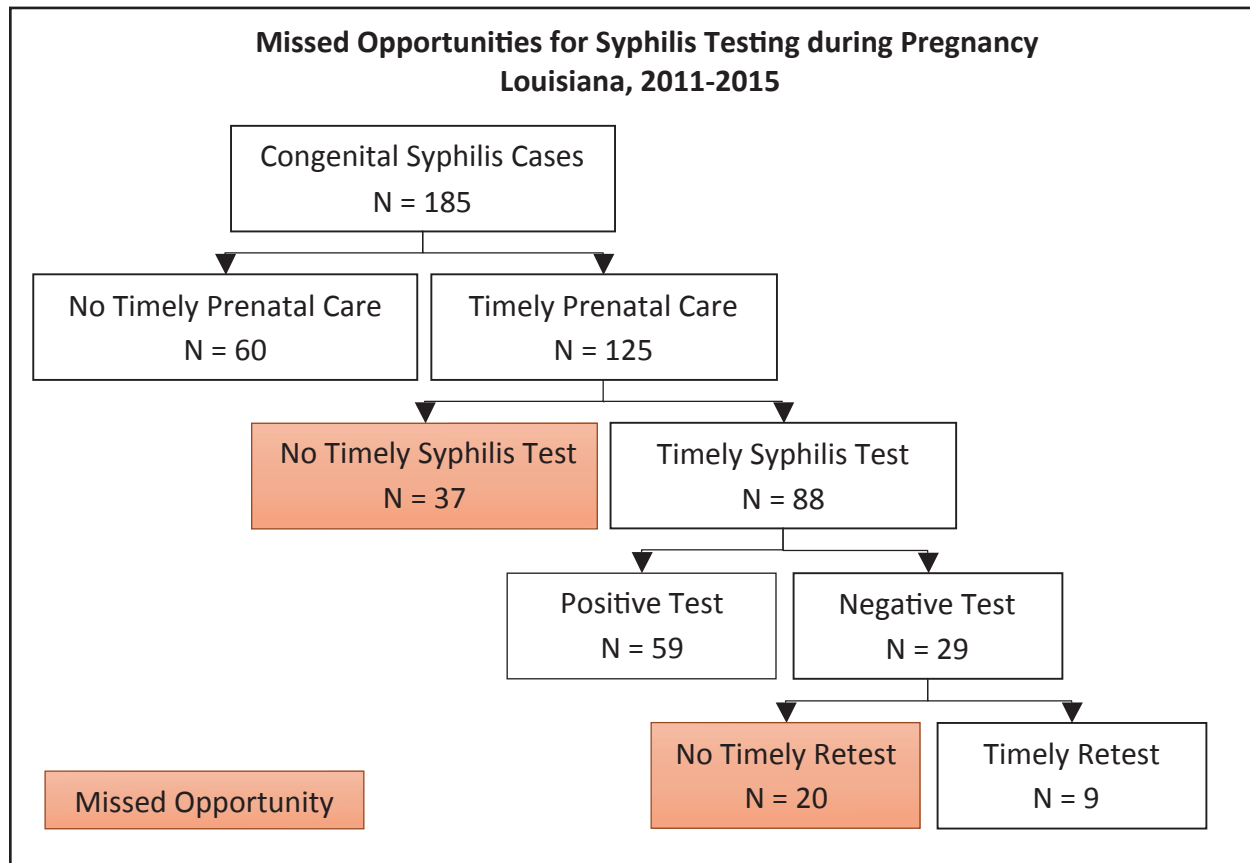 Missed Opportunities for Syphilis Testing during Pregnancy
Louisiana, 2011-2015
Congenital Syphilis Cases
N = 185
No Timely Prenatal Care
N = 60
Timely Prenatal Care
N = 125
No Timely Syphilis Test
N = 37
Timely Syphilis Test
N = 88
Positive Test
N = 59
Negative Test
N = 29
No Timely Retest
N = 20
Timely Retest
N = 9
Missed Opportunity